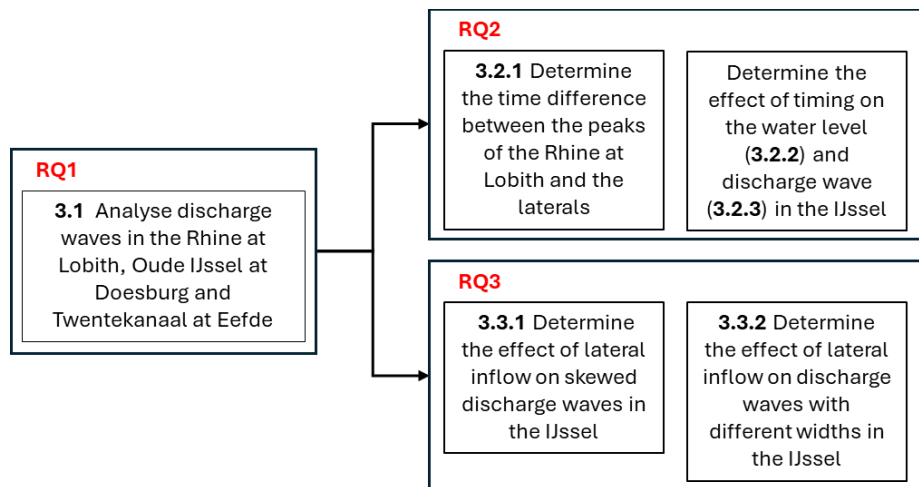 RQ1
3.1 Analyse discharge
waves in the Rhine at
Lobith, Oude IJssel at
Doesburg and
Twentekanaal at Eefde
RQ2
3.2.1 Determine
the time difference
between the peaks
of the Rhine at
Lobith and the
laterals
Determine the
effect of timing on
the water level
(3.2.2) and
discharge wave
(3.2.3) in the IJssel
RQ3
3.3.1 Determine
the effect of lateral
inflow on skewed
discharge waves in
the IJssel
3.3.2 Determine
the effect of lateral
inflow on discharge
waves with
different widths in
the IJssel